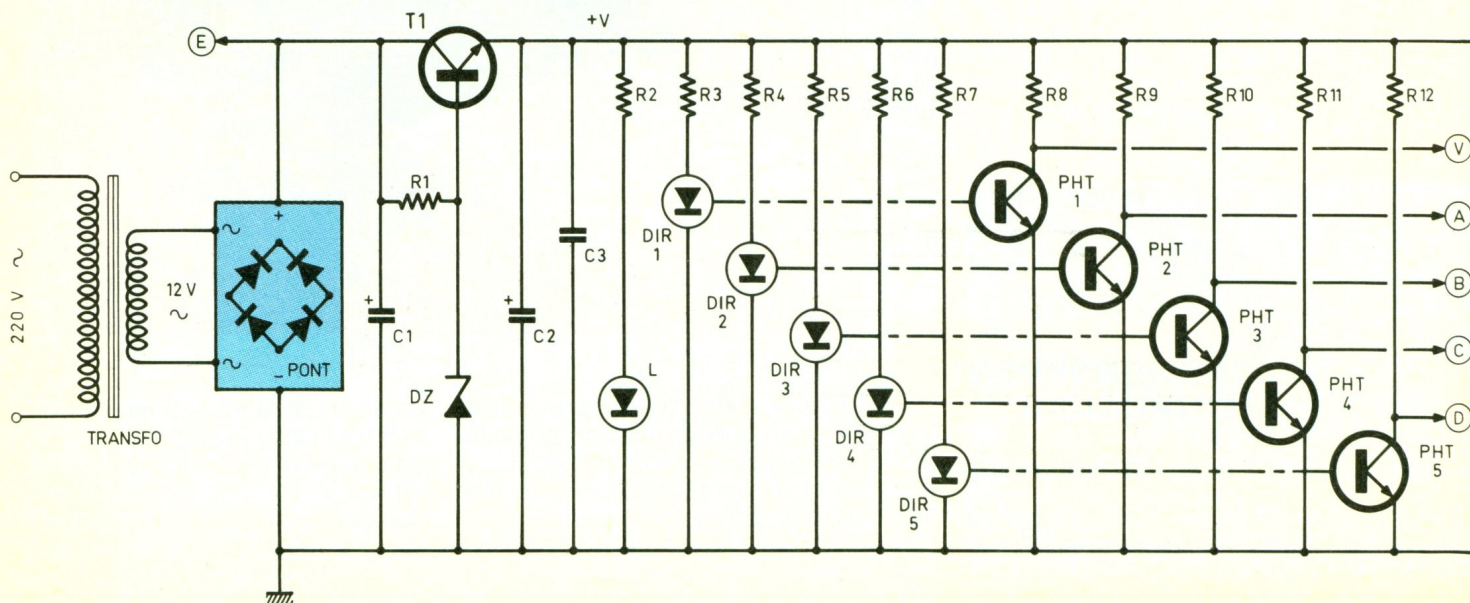 T1
+V
E
R2
R3
R4
R5
R6
R7
R8
R9
R10
R11
R12
V
R1
PHT 1
DIR 1
A
PHT 2
DIR 2
B
PHT 3
DIR 3
C
PHT 4
DIR 4
D
PHT 5
DIR 5
220 V ~
12 V ~
~
~
+
-
PONT
TRANSFO
+
C1
DZ
+
C2
C3
L